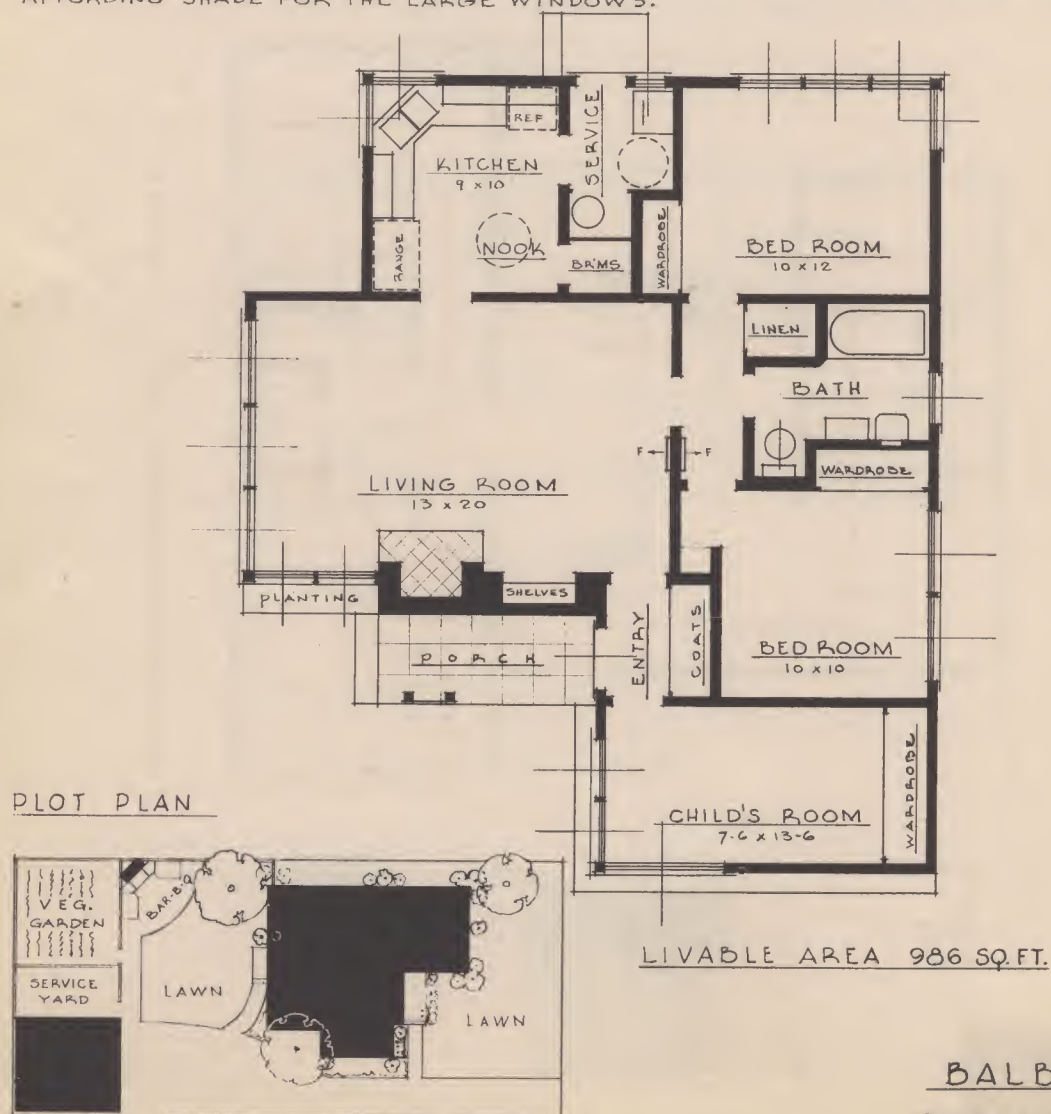 AFFORDING SHADE FOR THE LARGE WINDOWS.
REF
SERVICE
KITCHEN
9 x 10
NOOK
RANGE
BR'MS
WARDROBE
BED ROOM
10 x 12
LINEN
BATH
F
F
WARDROBE
LIVING ROOM
13 x 20
PLANTING
SHELVES
PORCH
ENTRY
COATS
BED ROOM
10 x 10
CHILD'S ROOM
7-6 x 13-6
WARDROBE
PLOT PLAN
VEG.
GARDEN
BAR-B-Q
SERVICE
YARD
LAWN
LAWN
LIVABLE AREA 986 SQ. FT.
BALB